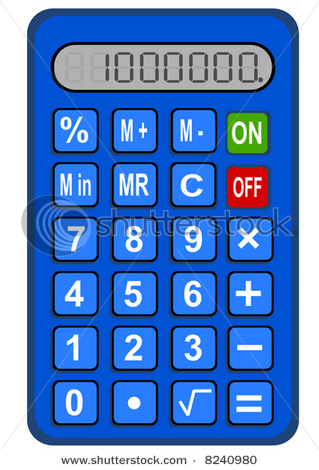 1000000.
% M+ M- ON
M in MR C OFF
7 8 9 ×
4 5 6 +
1 2 3 −
0 • √ =
www.shutterstock.com · 8240980